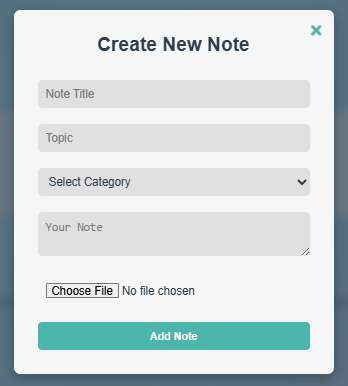 Create New Note
Note Title
Topic
Select Category
Your Note
Choose File No file chosen
Add Note